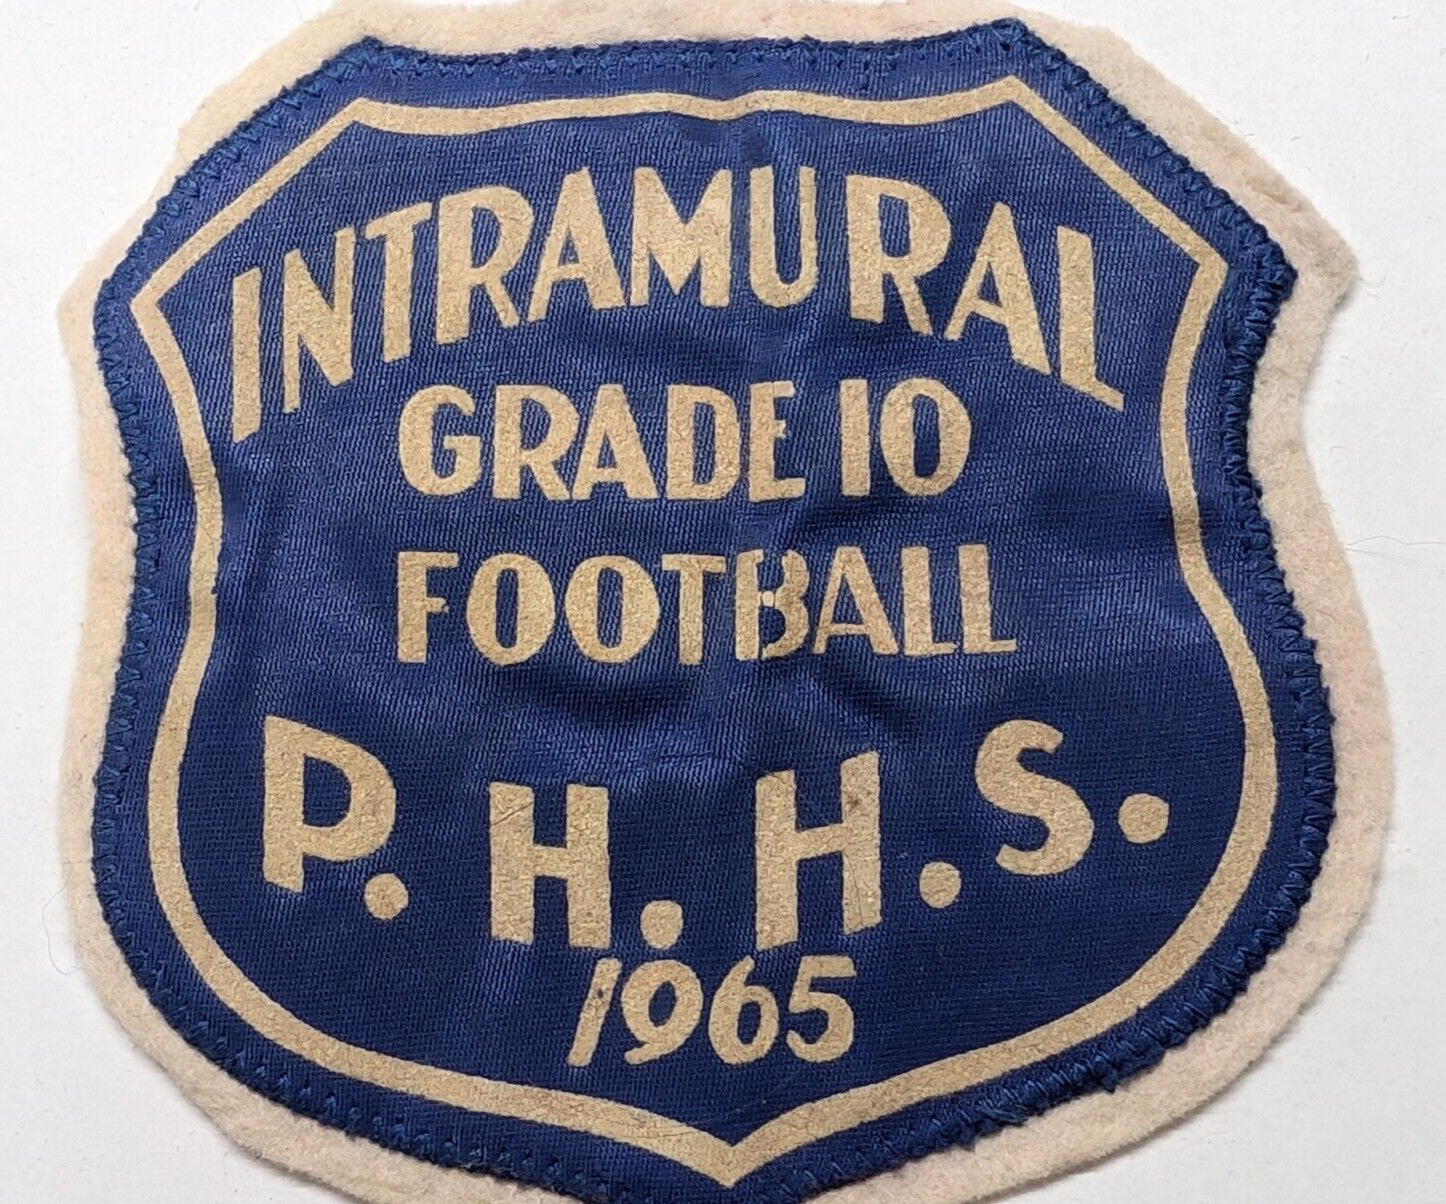 INTRAMURAL
GRADE 10
FOOTBALL
P.H.H.S.
1965